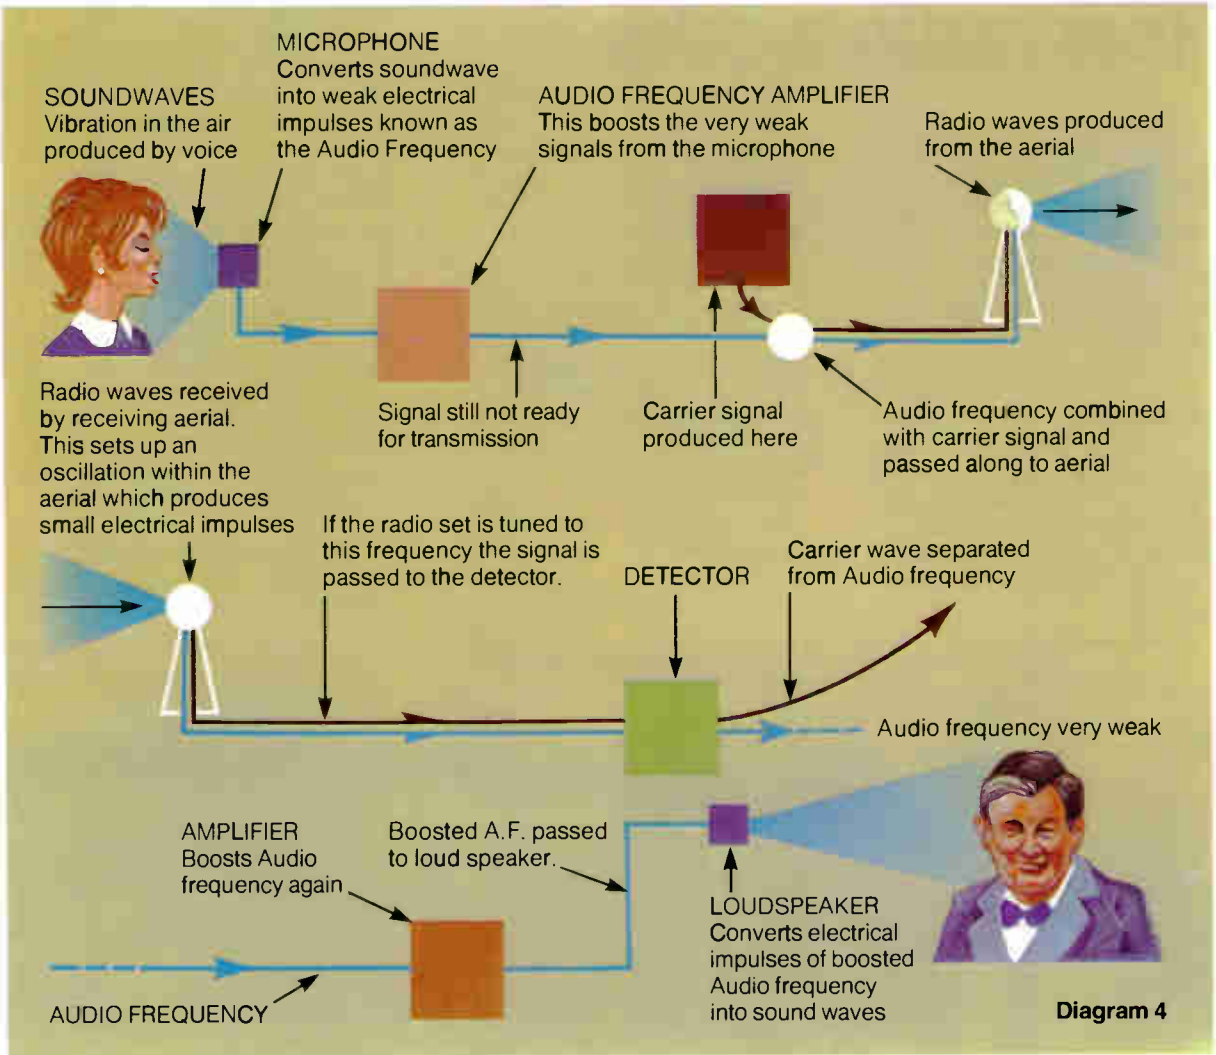 SOUNDWAVES
Vibration in the air
produced by voice
MICROPHONE
Converts soundwave
into weak electrical
impulses known as
the Audio Frequency
AUDIO FREQUENCY AMPLIFIER
This boosts the very weak
signals from the microphone
Radio waves produced
from the aerial
Signal still not ready
for transmission
Carrier signal
produced here
Audio frequency combined
with carrier signal and
passed along to aerial
Radio waves received
by receiving aerial.
This sets up an
oscillation within the
aerial which produces
small electrical impulses
If the radio set is tuned to
this frequency the signal is
passed to the detector.
DETECTOR
Carrier wave separated
from Audio frequency
Audio frequency very weak
AMPLIFIER
Boosts Audio
frequency again
Boosted A.F. passed
to loud speaker.
LOUDSPEAKER
Converts electrical
impulses of boosted
Audio frequency
into sound waves
AUDIO FREQUENCY
Diagram 4